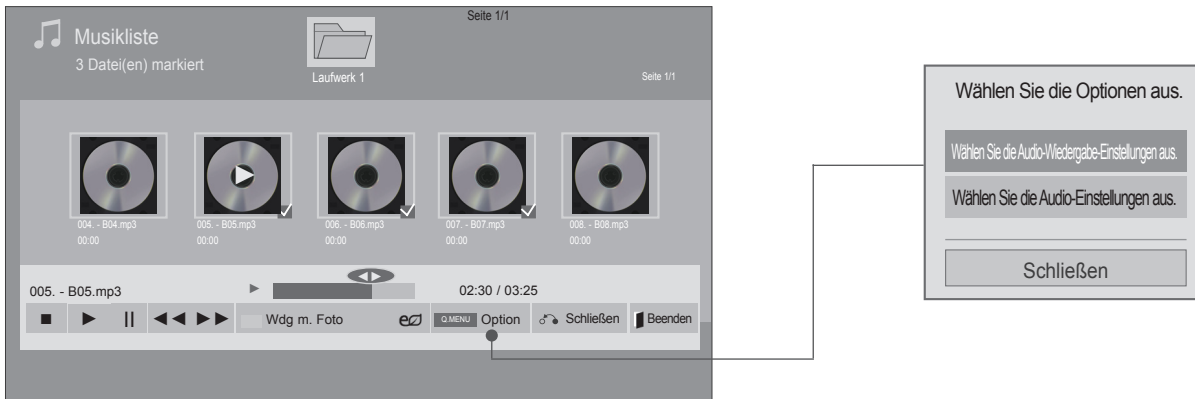 Seite 1/1
Musikliste
3 Datei(en) markiert
Laufwerk 1
Seite 1/1
004. - B04.mp3
00:00
005. - B05.mp3
00:00
006. - B06.mp3
00:00
007. - B07.mp3
00:00
008. - B08.mp3
00:00
005. - B05.mp3
02:30 / 03:25
Wdg m. Foto
Q.MENU Option
Schließen
Beenden
Wählen Sie die Optionen aus.
Wählen Sie die Audio-Wiedergabe-Einstellungen aus.
Wählen Sie die Audio-Einstellungen aus.
Schließen